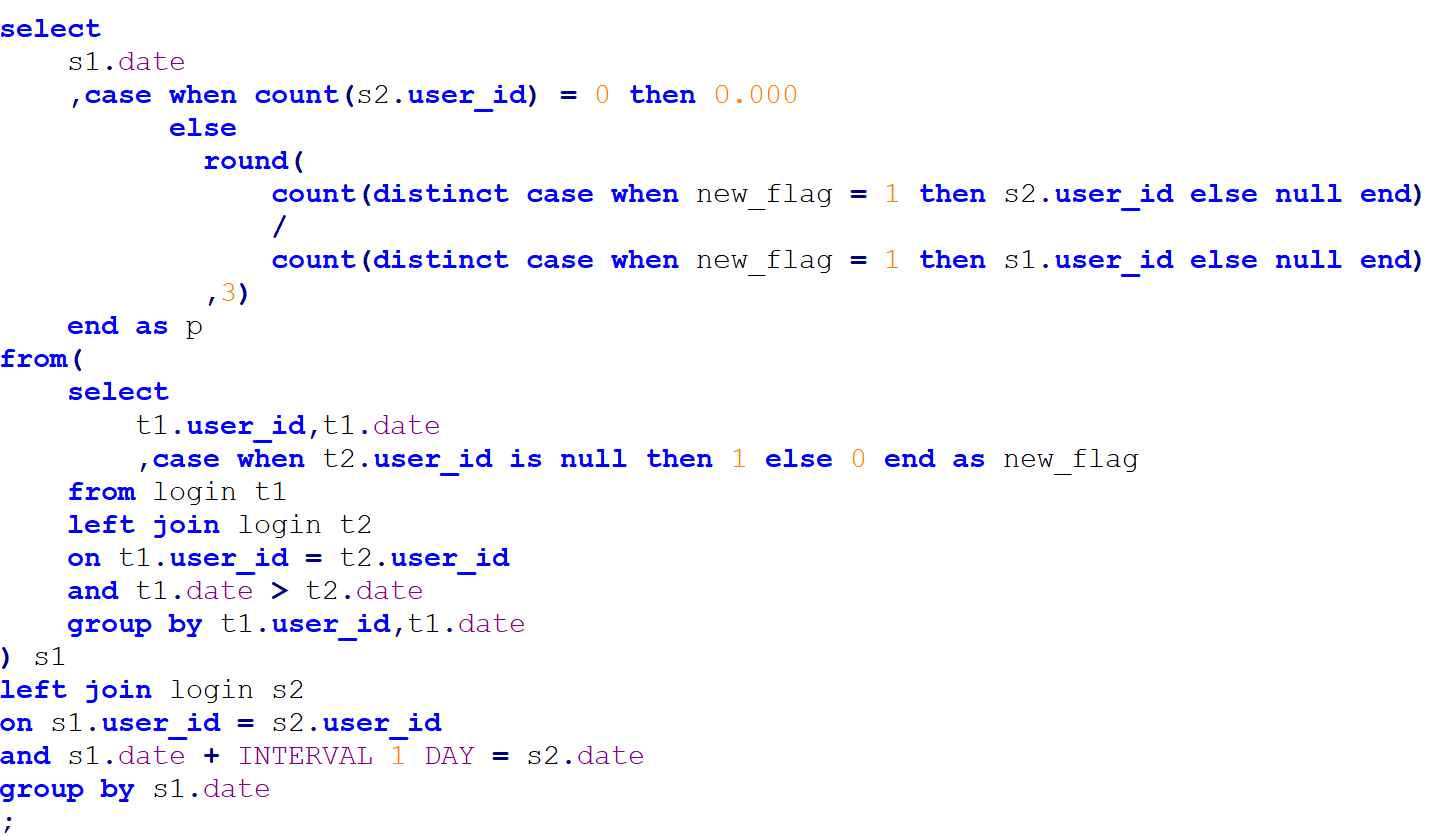 select
    s1.date
    ,case when count(s2.user_id) = 0 then 0.000
          else
            round(
                count(distinct case when new_flag = 1 then s2.user_id else null end)
                /
                count(distinct case when new_flag = 1 then s1.user_id else null end)
            ,3)
    end as p
from(
    select
        t1.user_id,t1.date
        ,case when t2.user_id is null then 1 else 0 end as new_flag
    from login t1
    left join login t2
    on t1.user_id = t2.user_id
    and t1.date > t2.date
    group by t1.user_id,t1.date
) s1
left join login s2
on s1.user_id = s2.user_id
and s1.date + INTERVAL 1 DAY = s2.date
group by s1.date
;